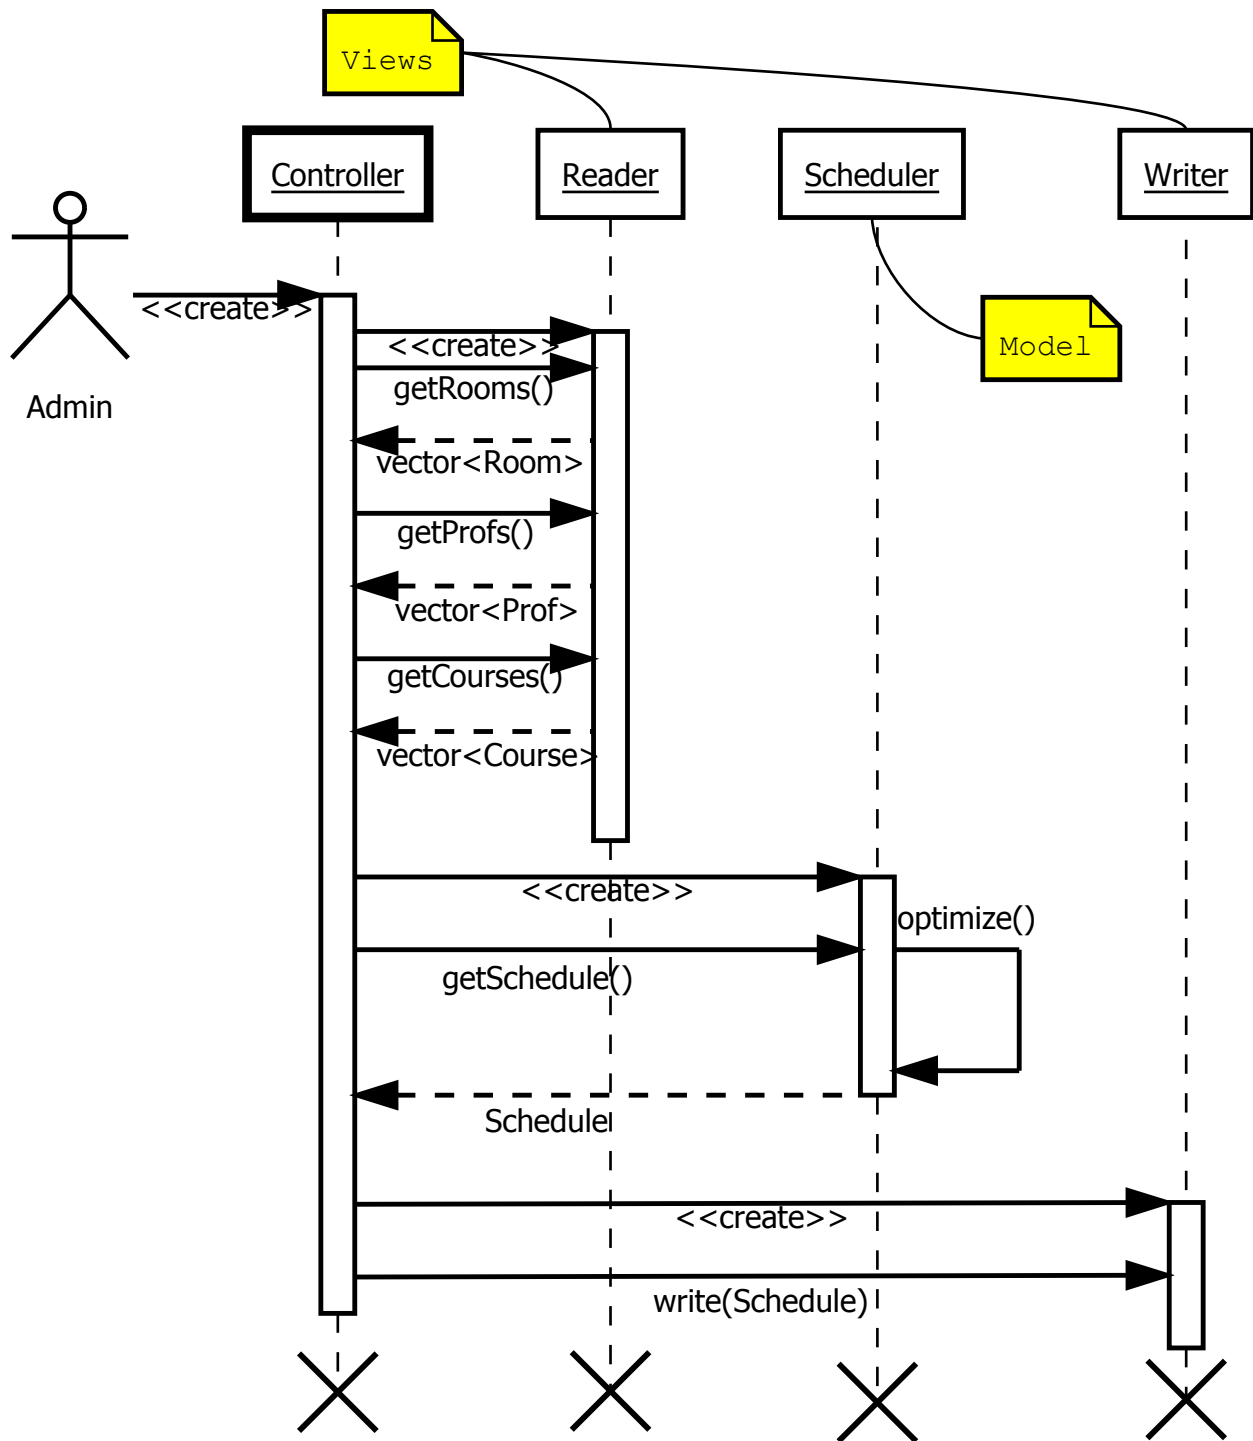 Views
Controller
Reader
Scheduler
Writer
<<create>>
Model
<<create>>
getRooms()
Admin
vector<Room>
getProfs()
vector<Prof>
getCourses()
vector<Course>
<<create>>
optimize()
getSchedule()
Schedule
<<create>>
write(Schedule)